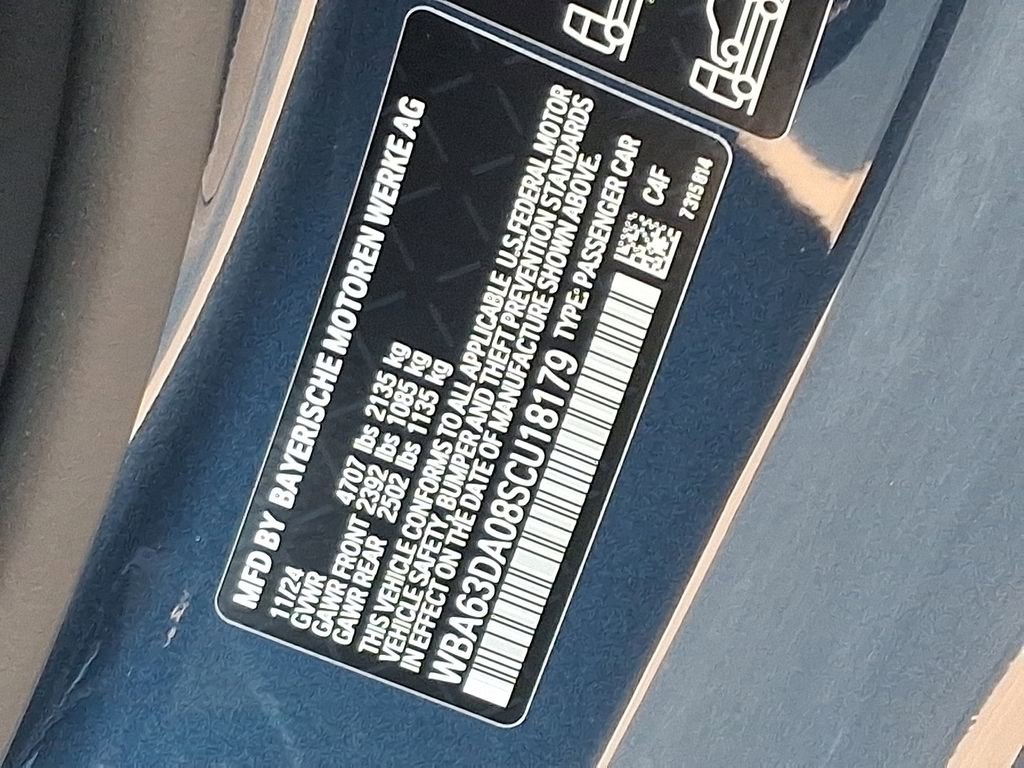 MFD BY BAYERISCHE MOTOREN WERKE AG
11/24
GVWR 4707 lbs 2135 kg
GAWR FRONT 2392 lbs 1085 kg
GAWR REAR 2502 lbs 1135 kg
THIS VEHICLE CONFORMS TO ALL APPLICABLE U.S.FEDERAL MOTOR
VEHICLE SAFETY, BUMPER AND THEFT PREVENTION STANDARDS
IN EFFECT ON THE DATE OF MANUFACTURE SHOWN ABOVE.
WBA63DA08SCU18179 TYPE: PASSENGER CAR
C4F
7315814